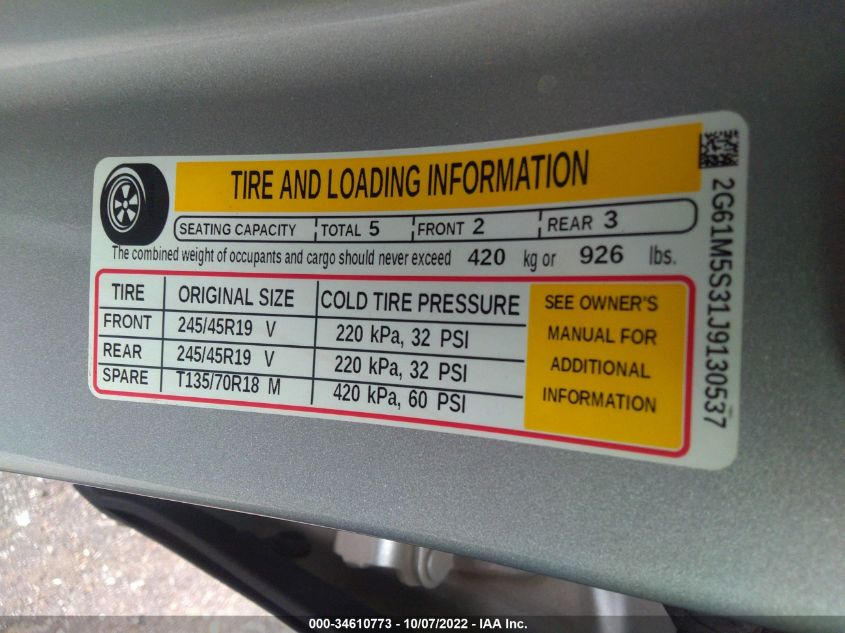 TIRE AND LOADING INFORMATION
SEATING CAPACITY TOTAL 5 FRONT 2 REAR 3
The combined weight of occupants and cargo should never exceed 420 kg or 926 lbs.
TIRE ORIGINAL SIZE COLD TIRE PRESSURE
FRONT 245/45R19 V 220 kPa, 32 PSI
REAR 245/45R19 V 220 kPa, 32 PSI
SPARE T135/70R18 M 420 kPa, 60 PSI
SEE OWNER'S
MANUAL FOR
ADDITIONAL
INFORMATION
2G61M5S31J9130537
000-34610773 - 10/07/2022 - IAA Inc.